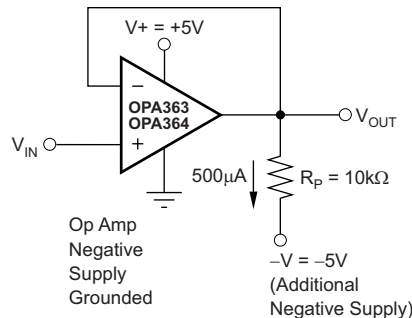 V+ = +5V
−
OPA363
OPA364
+
V_IN
V_OUT
500μA
R_P = 10kΩ
Op Amp
Negative
Supply
Grounded
−V = −5V
(Additional
Negative Supply)